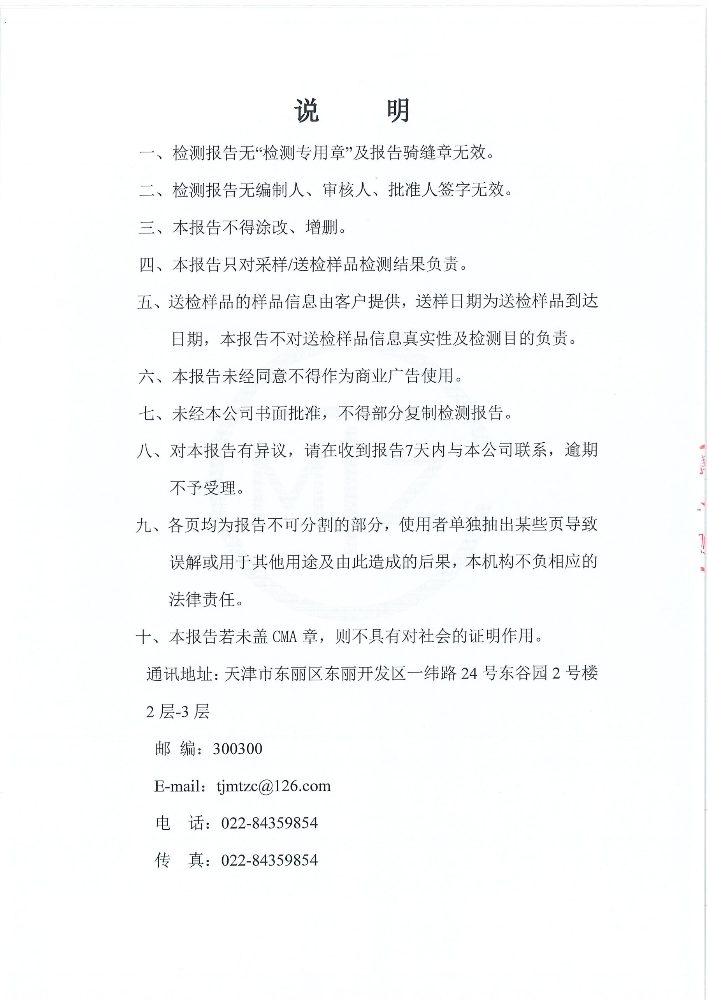 说 明
一、检测报告无“检测专用章”及报告骑缝章无效。
二、检测报告无编制人、审核人、批准人签字无效。
三、本报告不得涂改、增删。
四、本报告只对采样/送检样品检测结果负责。
五、送检样品的样品信息由客户提供，送样日期为送检样品到达
日期，本报告不对送检样品信息真实性及检测目的负责。
六、本报告未经同意不得作为商业广告使用。
七、未经本公司书面批准，不得部分复制检测报告。
八、对本报告有异议，请在收到报告7天内与本公司联系，逾期
不予受理。
九、各页均为报告不可分割的部分，使用者单独抽出某些页导致
误解或用于其他用途及由此造成的后果，本机构不负相应的
法律责任。
十、本报告若未盖 CMA 章，则不具有对社会的证明作用。
通讯地址：天津市东丽区东丽开发区一纬路 24 号东谷园 2 号楼
2 层-3 层
邮 编：300300
E-mail：tjmtzc@126.com
电 话：022-84359854
传 真：022-84359854
MTZ